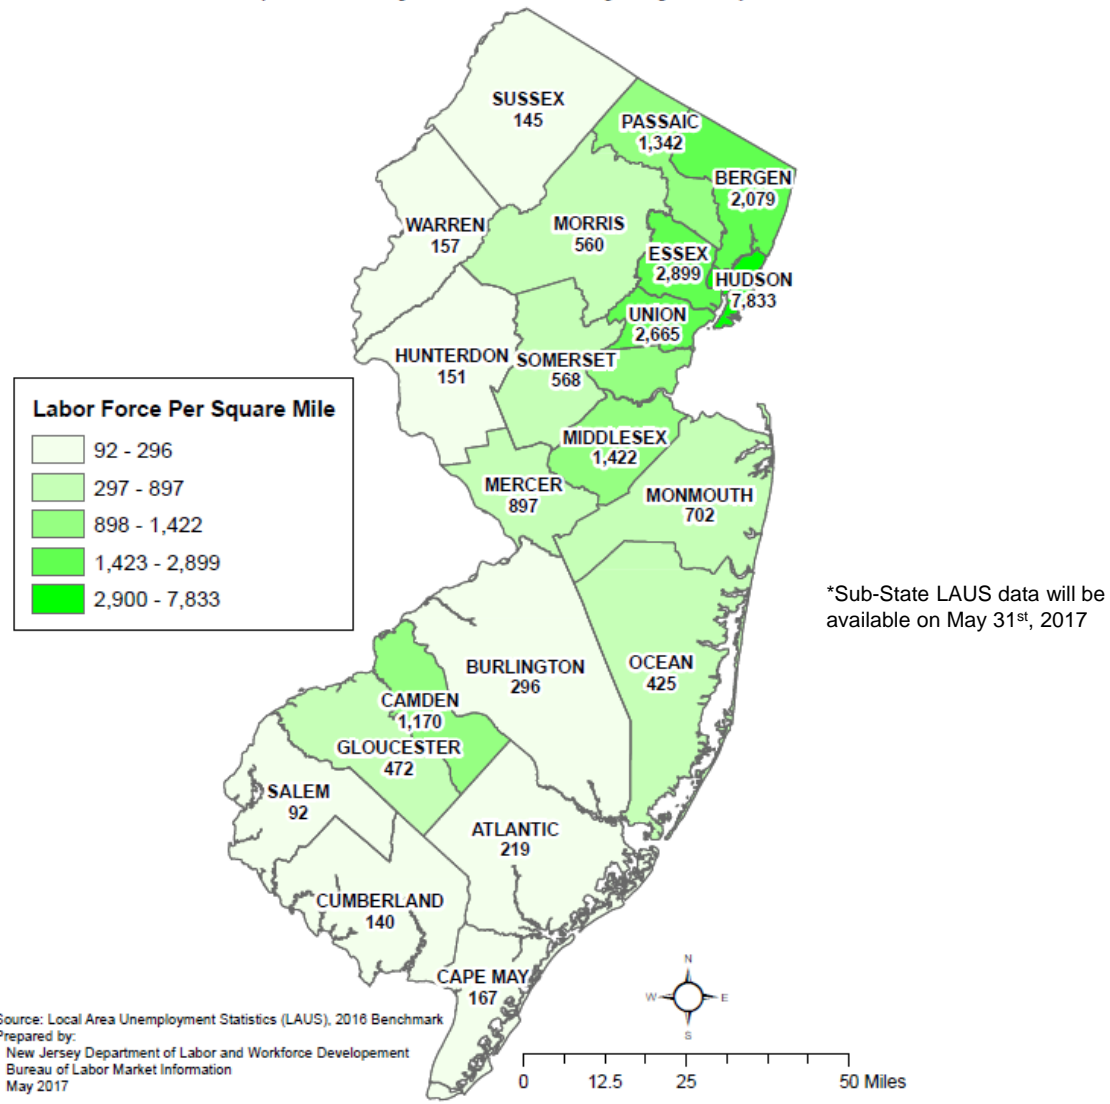 SUSSEX
145
PASSAIC
1,342
BERGEN
2,079
WARREN
157
MORRIS
560
ESSEX
2,899
HUDSON
7,833
UNION
2,665
HUNTERDON
151
SOMERSET
568
Labor Force Per Square Mile
92 - 296
297 - 897
898 - 1,422
1,423 - 2,899
2,900 - 7,833
MIDDLESEX
1,422
MERCER
897
MONMOUTH
702
*Sub-State LAUS data will be
available on May 31st, 2017
BURLINGTON
296
OCEAN
425
CAMDEN
1,170
GLOUCESTER
472
SALEM
92
ATLANTIC
219
CUMBERLAND
140
CAPE MAY
167
N
W E
S
Source: Local Area Unemployment Statistics (LAUS), 2016 Benchmark
Prepared by:
New Jersey Department of Labor and Workforce Developement
Bureau of Labor Market Information
May 2017
0 12.5 25 50 Miles